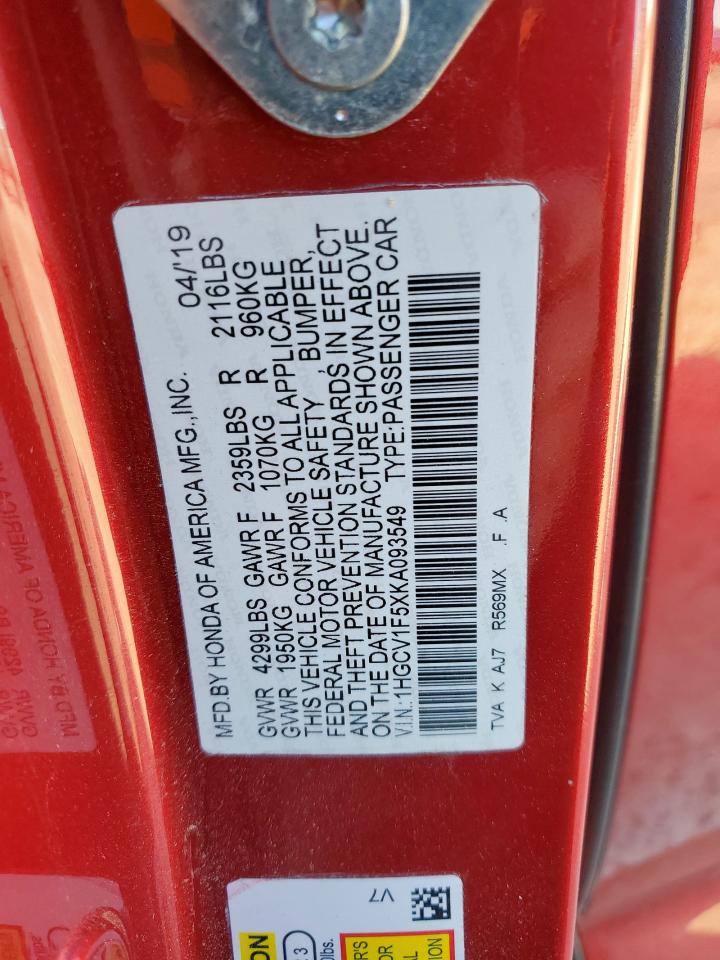 MFD.BY HONDA OF AMERICA MFG.,INC. 04/'19
GVWR 4299LBS GAWR F 2359LBS R 2116LBS
GVWR 1950KG GAWR F 1070KG R 960KG
THIS VEHICLE CONFORMS TO ALL APPLICABLE
FEDERAL MOTOR VEHICLE SAFETY, BUMPER,
AND THEFT PREVENTION STANDARDS, IN EFFECT
ON THE DATE OF MANUFACTURE SHOWN ABOVE.
V.I.N.:1HGCV1F5XKA093549 TYPE:PASSENGER CAR
TVA K AJ7 R569MX .F .A
V7